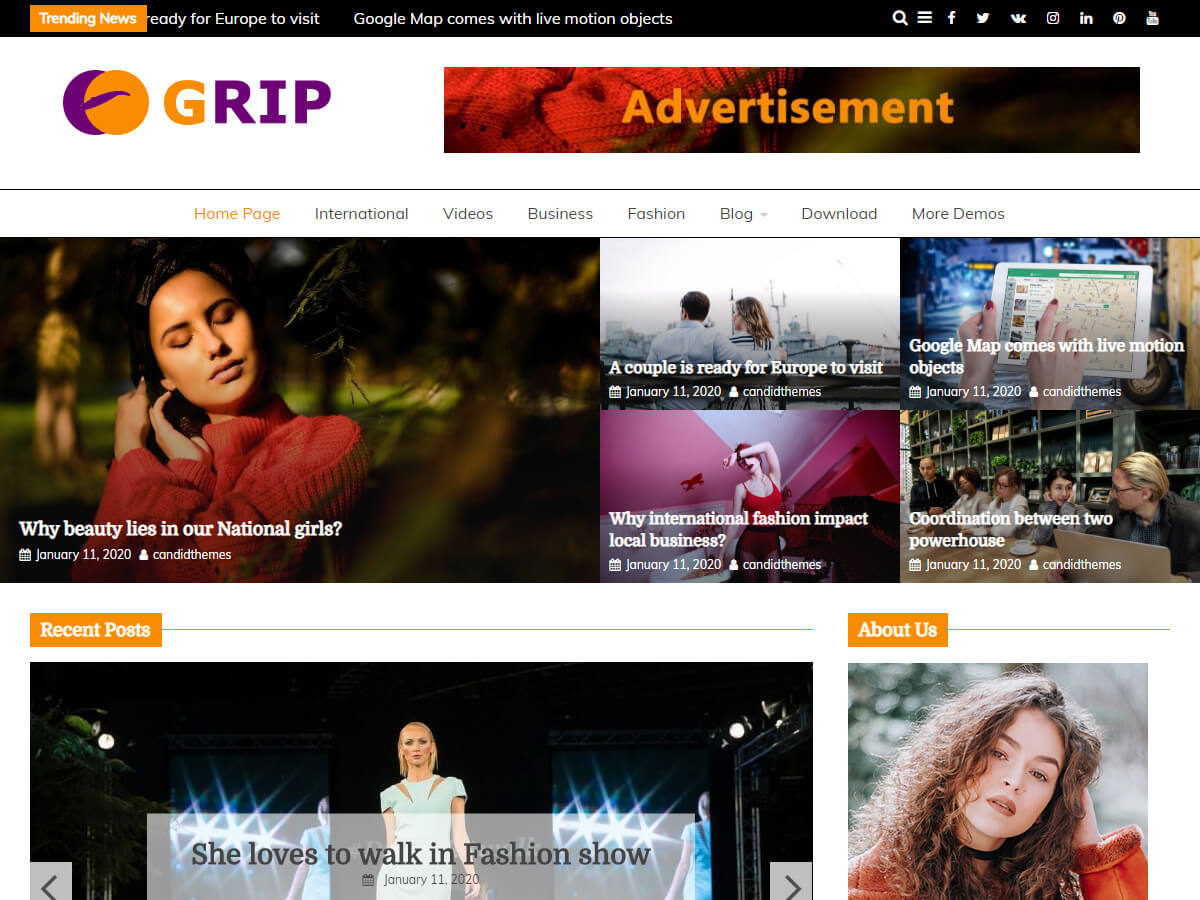 Trending News
ready for Europe to visit
Google Map comes with live motion objects
GRIP
Advertisement
Home Page
International
Videos
Business
Fashion
Blog
Download
More Demos
Why beauty lies in our National girls?
January 11, 2020 candidthemes
A couple is ready for Europe to visit
January 11, 2020 candidthemes
Google Map comes with live motion
objects
January 11, 2020 candidthemes
Why international fashion impact
local business?
January 11, 2020 candidthemes
Coordination between two
powerhouse
January 11, 2020 candidthemes
Recent Posts
She loves to walk in Fashion show
January 11, 2020
About Us